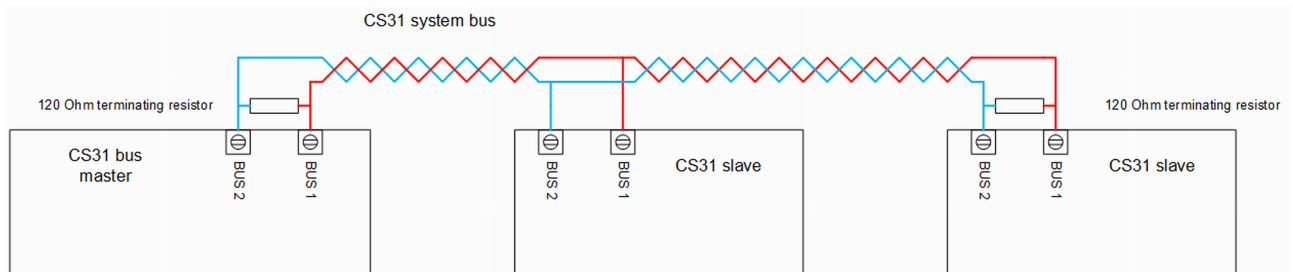 CS31 system bus
120 Ohm terminating resistor
120 Ohm terminating resistor
CS31 bus
master
BUS 2
BUS 1
BUS 2
BUS 1
CS31 slave
BUS 2
BUS 1
CS31 slave